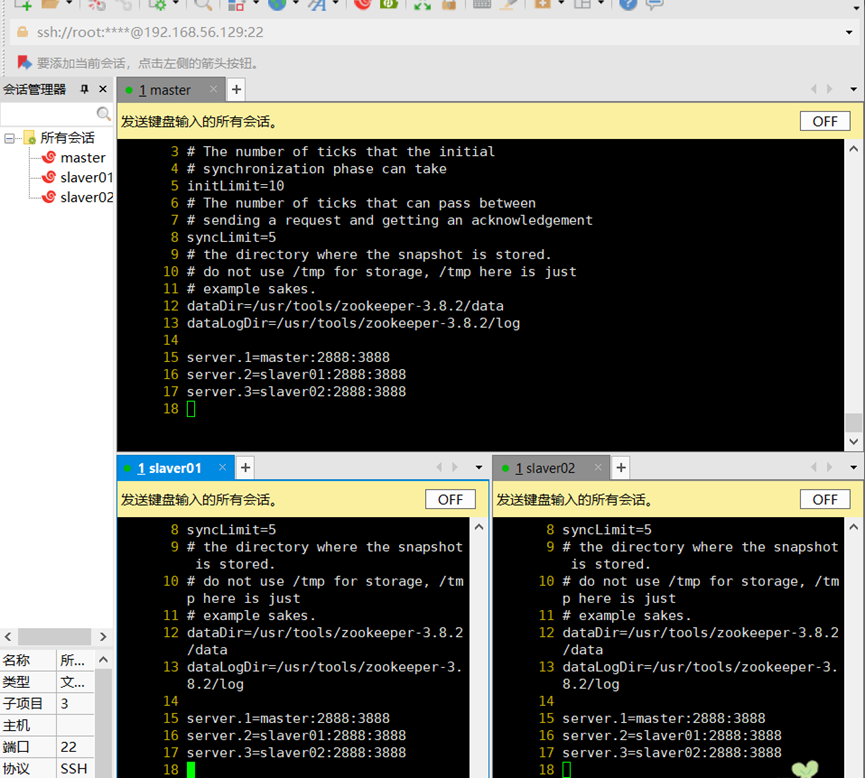 ssh://root:****@192.168.56.129:22
要添加当前会话，点击左侧的箭头按钮。
会话管理器
1 master
所有会话
master
slaver01
slaver02
名称 所...
类型 文...
子项目 3
主机
端口 22
协议 SSH
发送键盘输入的所有会话。 OFF
3 # The number of ticks that the initial
4 # synchronization phase can take
5 initLimit=10
6 # The number of ticks that can pass between
7 # sending a request and getting an acknowledgement
8 syncLimit=5
9 # the directory where the snapshot is stored.
10 # do not use /tmp for storage, /tmp here is just
11 # example sakes.
12 dataDir=/usr/tools/zookeeper-3.8.2/data
13 dataLogDir=/usr/tools/zookeeper-3.8.2/log
14
15 server.1=master:2888:3888
16 server.2=slaver01:2888:3888
17 server.3=slaver02:2888:3888
18
1 slaver01
发送键盘输入的所有会话。 OFF
8 syncLimit=5
9 # the directory where the snapshot
is stored.
10 # do not use /tmp for storage, /tm
p here is just
11 # example sakes.
12 dataDir=/usr/tools/zookeeper-3.8.2
/data
13 dataLogDir=/usr/tools/zookeeper-3.
8.2/log
14
15 server.1=master:2888:3888
16 server.2=slaver01:2888:3888
17 server.3=slaver02:2888:3888
18
1 slaver02
发送键盘输入的所有会话。 OFF
8 syncLimit=5
9 # the directory where the snapshot
is stored.
10 # do not use /tmp for storage, /tm
p here is just
11 # example sakes.
12 dataDir=/usr/tools/zookeeper-3.8.2
/data
13 dataLogDir=/usr/tools/zookeeper-3.
8.2/log
14
15 server.1=master:2888:3888
16 server.2=slaver01:2888:3888
17 server.3=slaver02:2888:3888
18